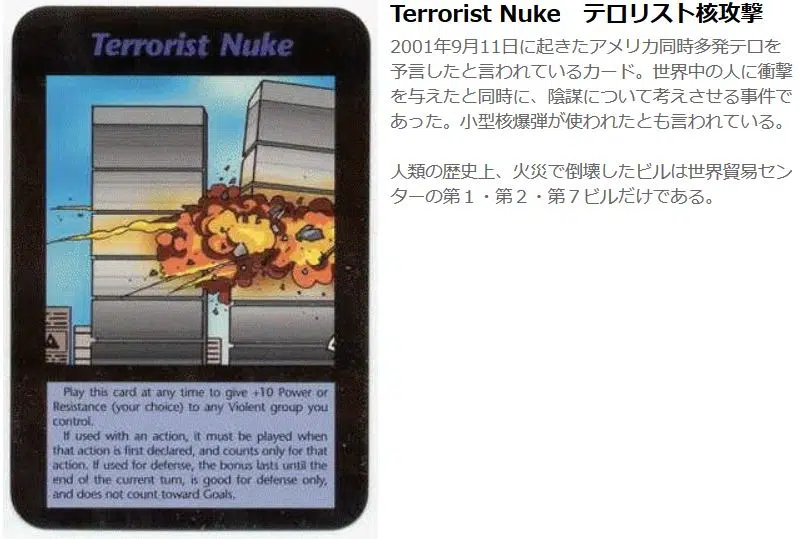 Terrorist Nuke
Play this card at any time to give +10 Power or
Resistance (your choice) to any Violent group you
control.
If used with an action, it must be played when
that action is first declared, and counts only for that
action. If used for defense, the bonus lasts until the
end of the current turn, is good for defense only,
and does not count toward Goals.
Terrorist Nuke　テロリスト核攻撃
2001年9月11日に起きたアメリカ同時多発テロを
予言したと言われているカード。世界中の人に衝撃
を与えたと同時に、陰謀について考えさせる事件で
あった。小型核爆弾が使われたとも言われている。
人類の歴史上、火災で倒壊したビルは世界貿易セン
ターの第１・第２・第７ビルだけである。